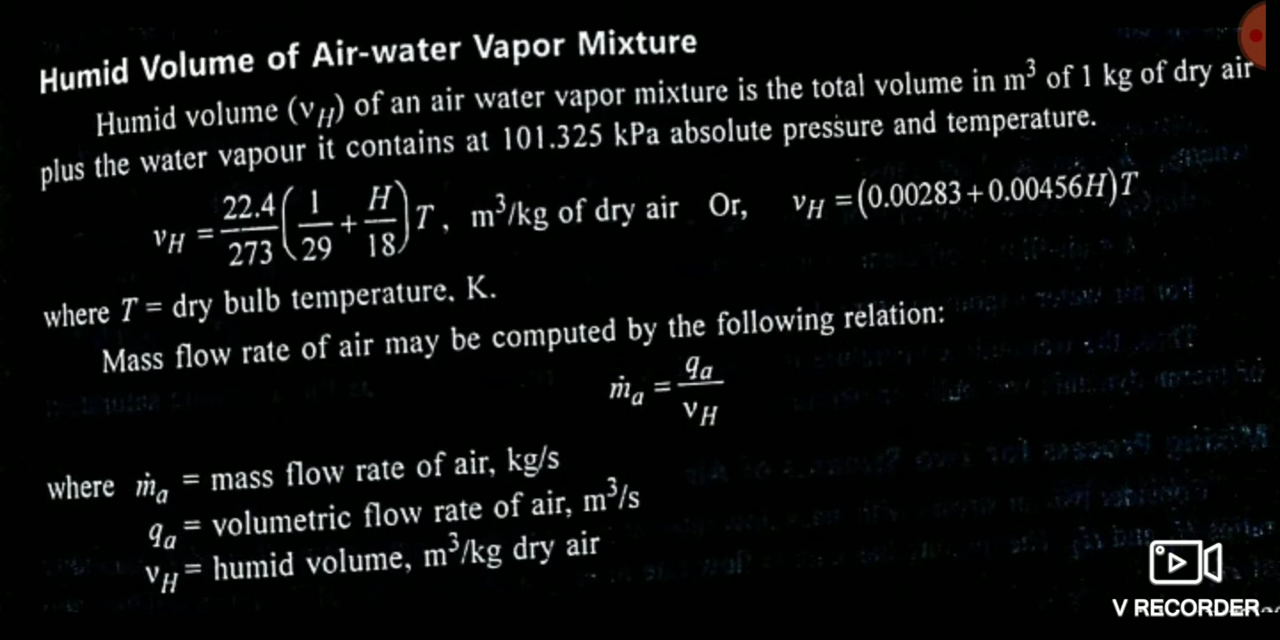 Humid Volume of Air-water Vapor Mixture
Humid volume (v_H) of an air water vapor mixture is the total volume in m³ of 1 kg of dry air
plus the water vapour it contains at 101.325 kPa absolute pressure and temperature.
v_H = 22.4/273 (1/29 + H/18) T, m³/kg of dry air Or, v_H = (0.00283 + 0.00456H)T
where T = dry bulb temperature. K.
Mass flow rate of air may be computed by the following relation:
ṁ_a = q_a/v_H
where ṁ_a = mass flow rate of air, kg/s
q_a = volumetric flow rate of air, m³/s
v_H = humid volume, m³/kg dry air
V RECORDER